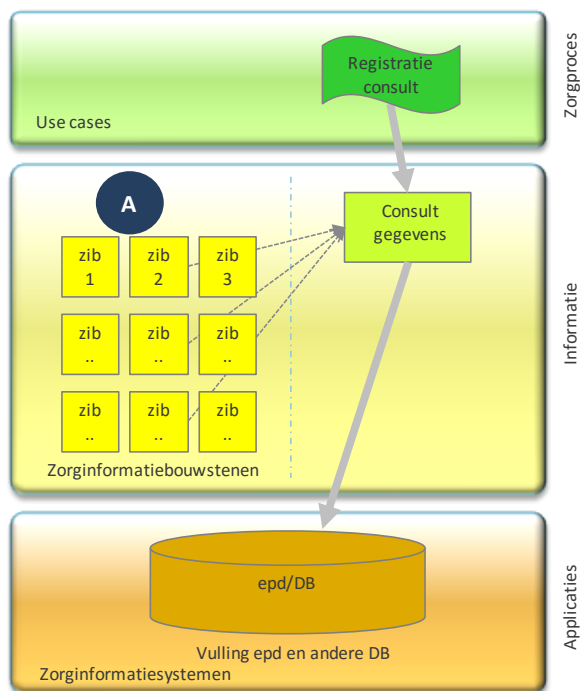 Registratie
consult
Use cases
Zorgproces
A
Consult
gegevens
zib
1
zib
2
zib
3
zib
..
zib
..
zib
..
zib
..
zib
..
zib
..
Zorginformatiebouwstenen
Informatie
epd/DB
Vulling epd en andere DB
Zorginformatiesystemen
Applicaties